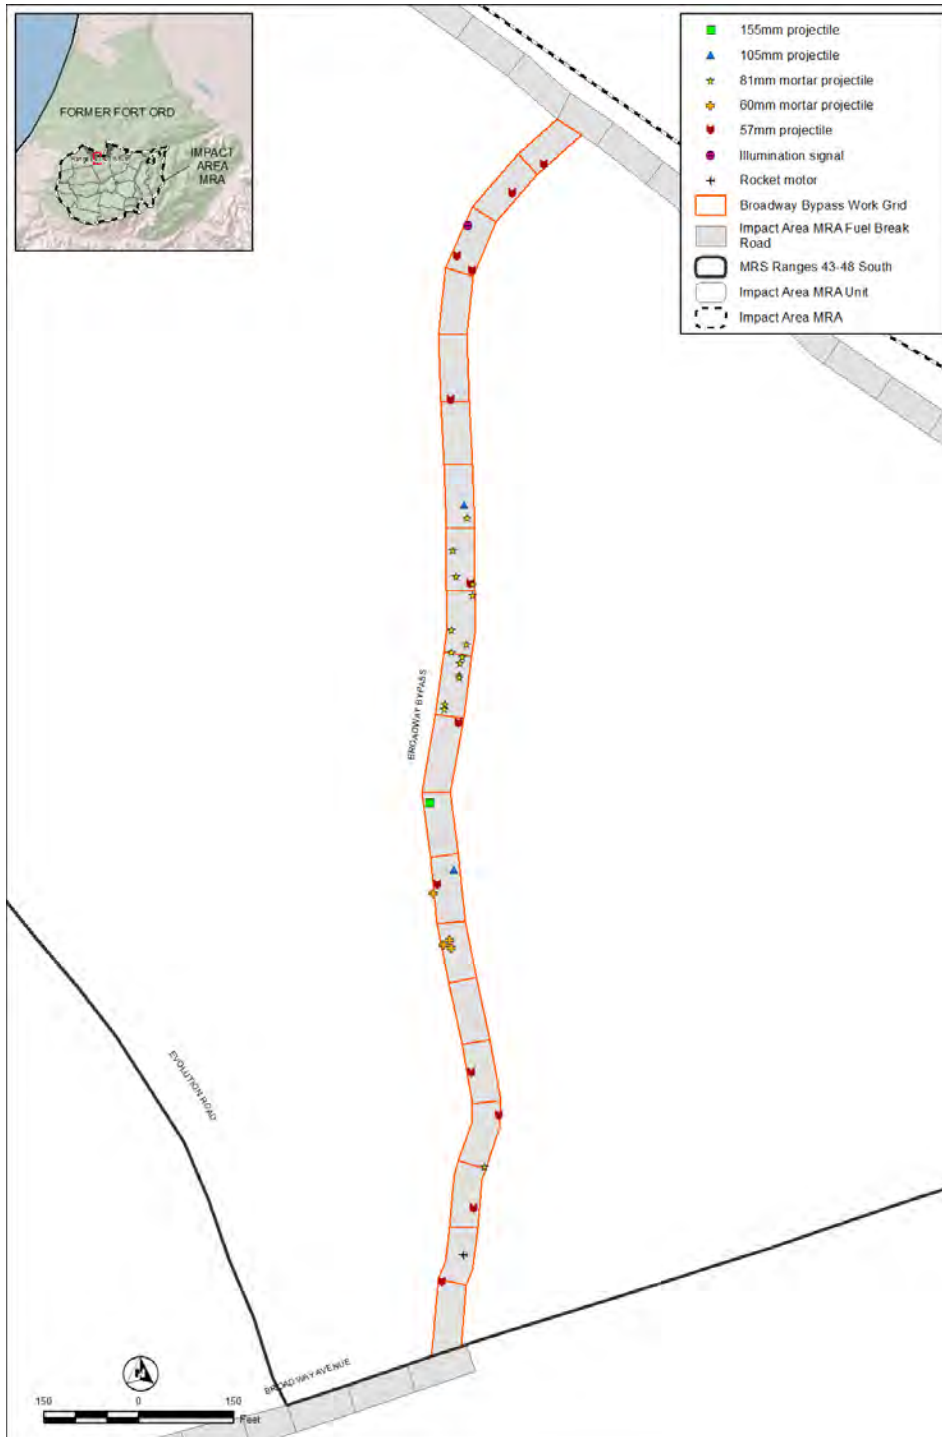 FORMER FORT ORD
IMPACT
AREA
MRA
155mm projectile
105mm projectile
81mm mortar projectile
60mm mortar projectile
57mm projectile
Illumination signal
Rocket motor
Broadway Bypass Work Grid
Impact Area MRA Fuel Break
Road
MRS Ranges 43-48 South
Impact Area MRA Unit
Impact Area MRA
BROADWAY BYPASS
EVOLUTION ROAD
BROADWAY AVENUE
N
150 0 150
Feet